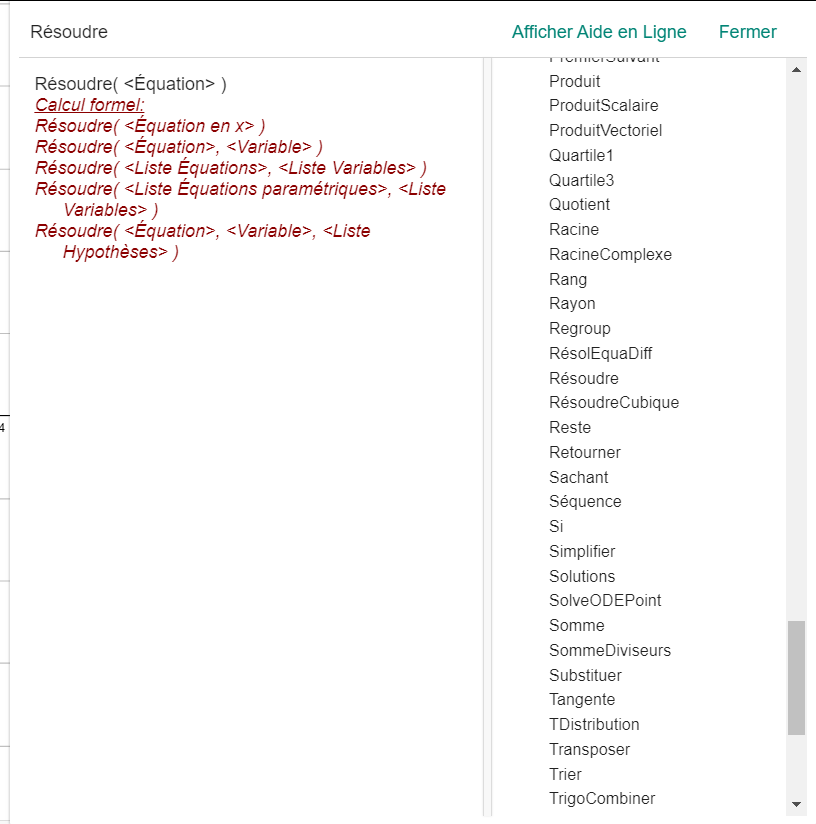 Résoudre
Afficher Aide en Ligne
Fermer
Résoudre( <Équation> )
Calcul formel:
Résoudre( <Équation en x> )
Résoudre( <Équation>, <Variable> )
Résoudre( <Liste Équations>, <Liste Variables> )
Résoudre( <Liste Équations paramétriques>, <Liste
Variables> )
Résoudre( <Équation>, <Variable>, <Liste
Hypothèses> )
4
PremierSuivant
Produit
ProduitScalaire
ProduitVectoriel
Quartile1
Quartile3
Quotient
Racine
RacineComplexe
Rang
Rayon
Regroup
RésolEquaDiff
Résoudre
RésoudreCubique
Reste
Retourner
Sachant
Séquence
Si
Simplifier
Solutions
SolveODEPoint
Somme
SommeDiviseurs
Substituer
Tangente
TDistribution
Transposer
Trier
TrigoCombiner